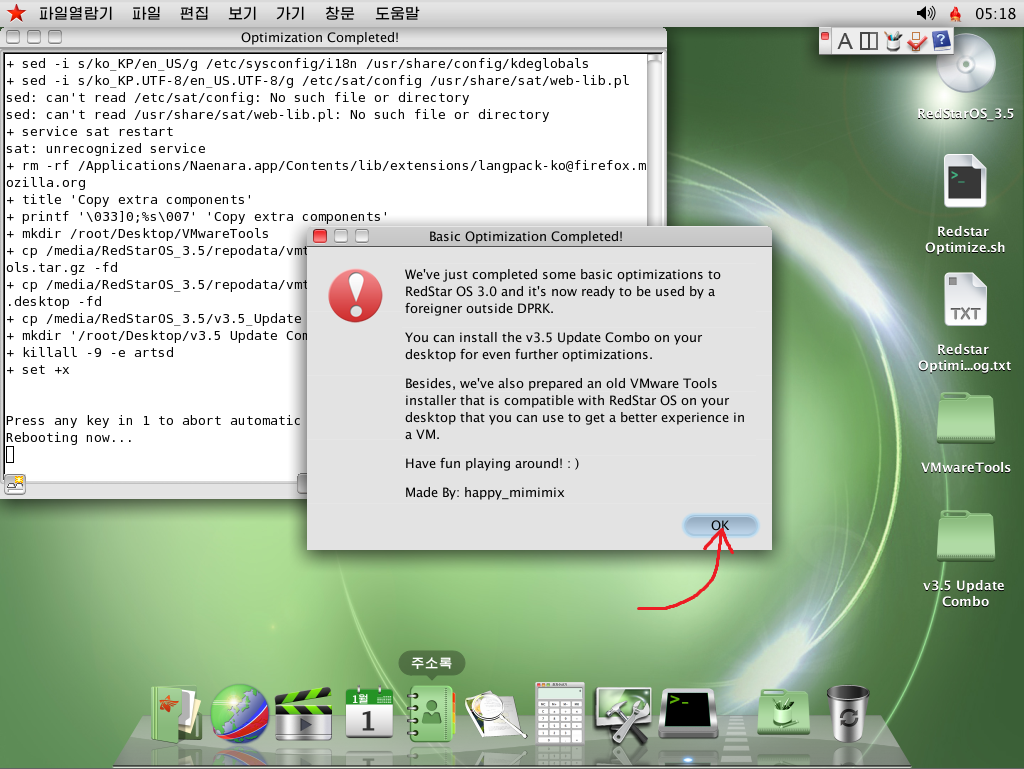 파일열람기 파일 편집 보기 가기 창문 도움말 05:18
Optimization Completed!
+ sed -i s/ko_KP/en_US/g /etc/sysconfig/i18n /usr/share/config/kdeglobals
+ sed -i s/ko_KP.UTF-8/en_US.UTF-8/g /etc/sat/config /usr/share/sat/web-lib.pl
sed: can't read /etc/sat/config: No such file or directory
sed: can't read /usr/share/sat/web-lib.pl: No such file or directory
+ service sat restart
sat: unrecognized service
+ rm -rf /Applications/Naenara.app/Contents/lib/extensions/langpack-ko@firefox.m
ozilla.org
+ title 'Copy extra components'
+ printf '\033]0;%s\007' 'Copy extra components'
+ mkdir /root/Desktop/VMwareTools
+ cp /media/RedStarOS_3.5/repodata/vmt
ols.tar.gz -fd
+ cp /media/RedStarOS_3.5/repodata/vmt
.desktop -fd
+ cp /media/RedStarOS_3.5/v3.5_Update
+ mkdir '/root/Desktop/v3.5 Update Com
+ killall -9 -e artsd
+ set +x
Press any key in 1 to abort automatic
Rebooting now...
Basic Optimization Completed!
We've just completed some basic optimizations to
RedStar OS 3.0 and it's now ready to be used by a
foreigner outside DPRK.
You can install the v3.5 Update Combo on your
desktop for even further optimizations.
Besides, we've also prepared an old VMware Tools
installer that is compatible with RedStar OS on your
desktop that you can use to get a better experience in
a VM.
Have fun playing around! : )
Made By: happy_mimimix
OK
A
RedStarOS_3.5
>_
Redstar
Optimize.sh
TXT
Redstar
Optimi...og.txt
VMwareTools
v3.5 Update
Combo
주소록
1월
1
>_